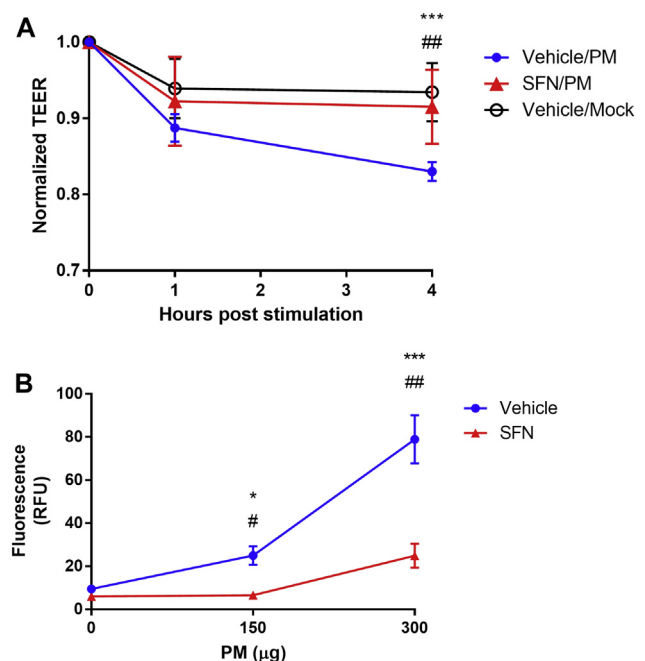 A
***
##
1.0
0.9
0.8
0.7
Normalized TEER
0 1 2 3 4
Hours post stimulation
Vehicle/PM
SFN/PM
Vehicle/Mock
B
***
##
*
#
100
80
60
40
20
0
Fluorescence
(RFU)
0 150 300
PM (µg)
Vehicle
SFN